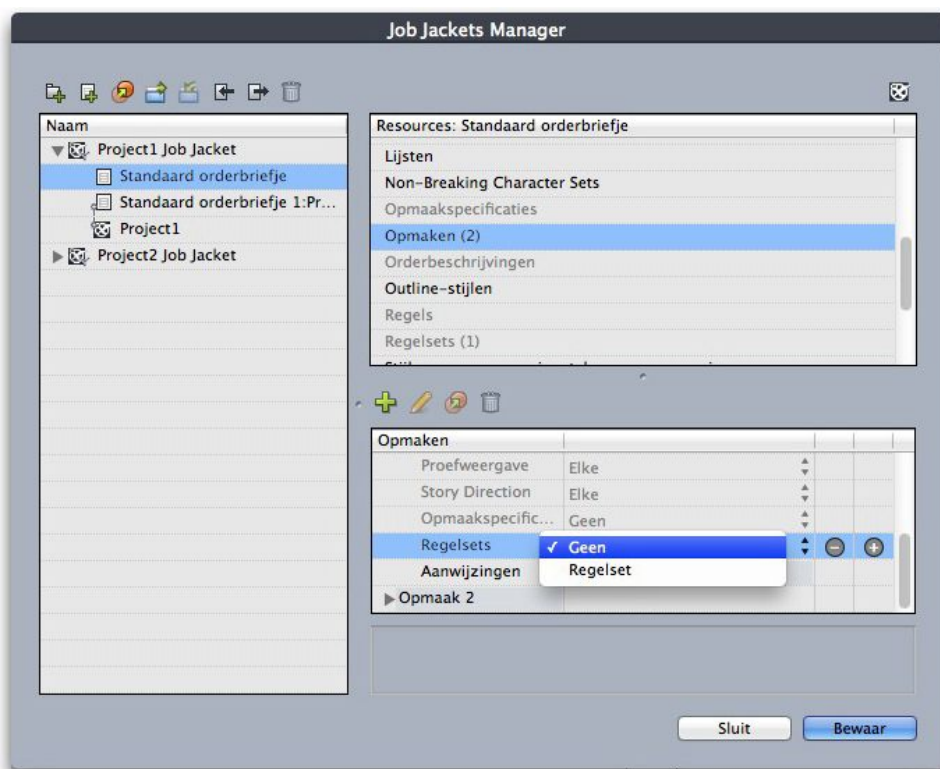 Job Jackets Manager
Naam
Project1 Job Jacket
Standaard orderbriefje
Standaard orderbriefje 1:Pr...
Project1
Project2 Job Jacket
Resources: Standaard orderbriefje
Lijsten
Non-Breaking Character Sets
Opmaakspecificaties
Opmaken (2)
Orderbeschrijvingen
Outline-stijlen
Regels
Regelsets (1)
Opmaken
Proefweergave Elke
Story Direction Elke
Opmaakspecific... Geen
Regelsets ✓ Geen
Aanwijzingen Regelset
Opmaak 2
Sluit Bewaar